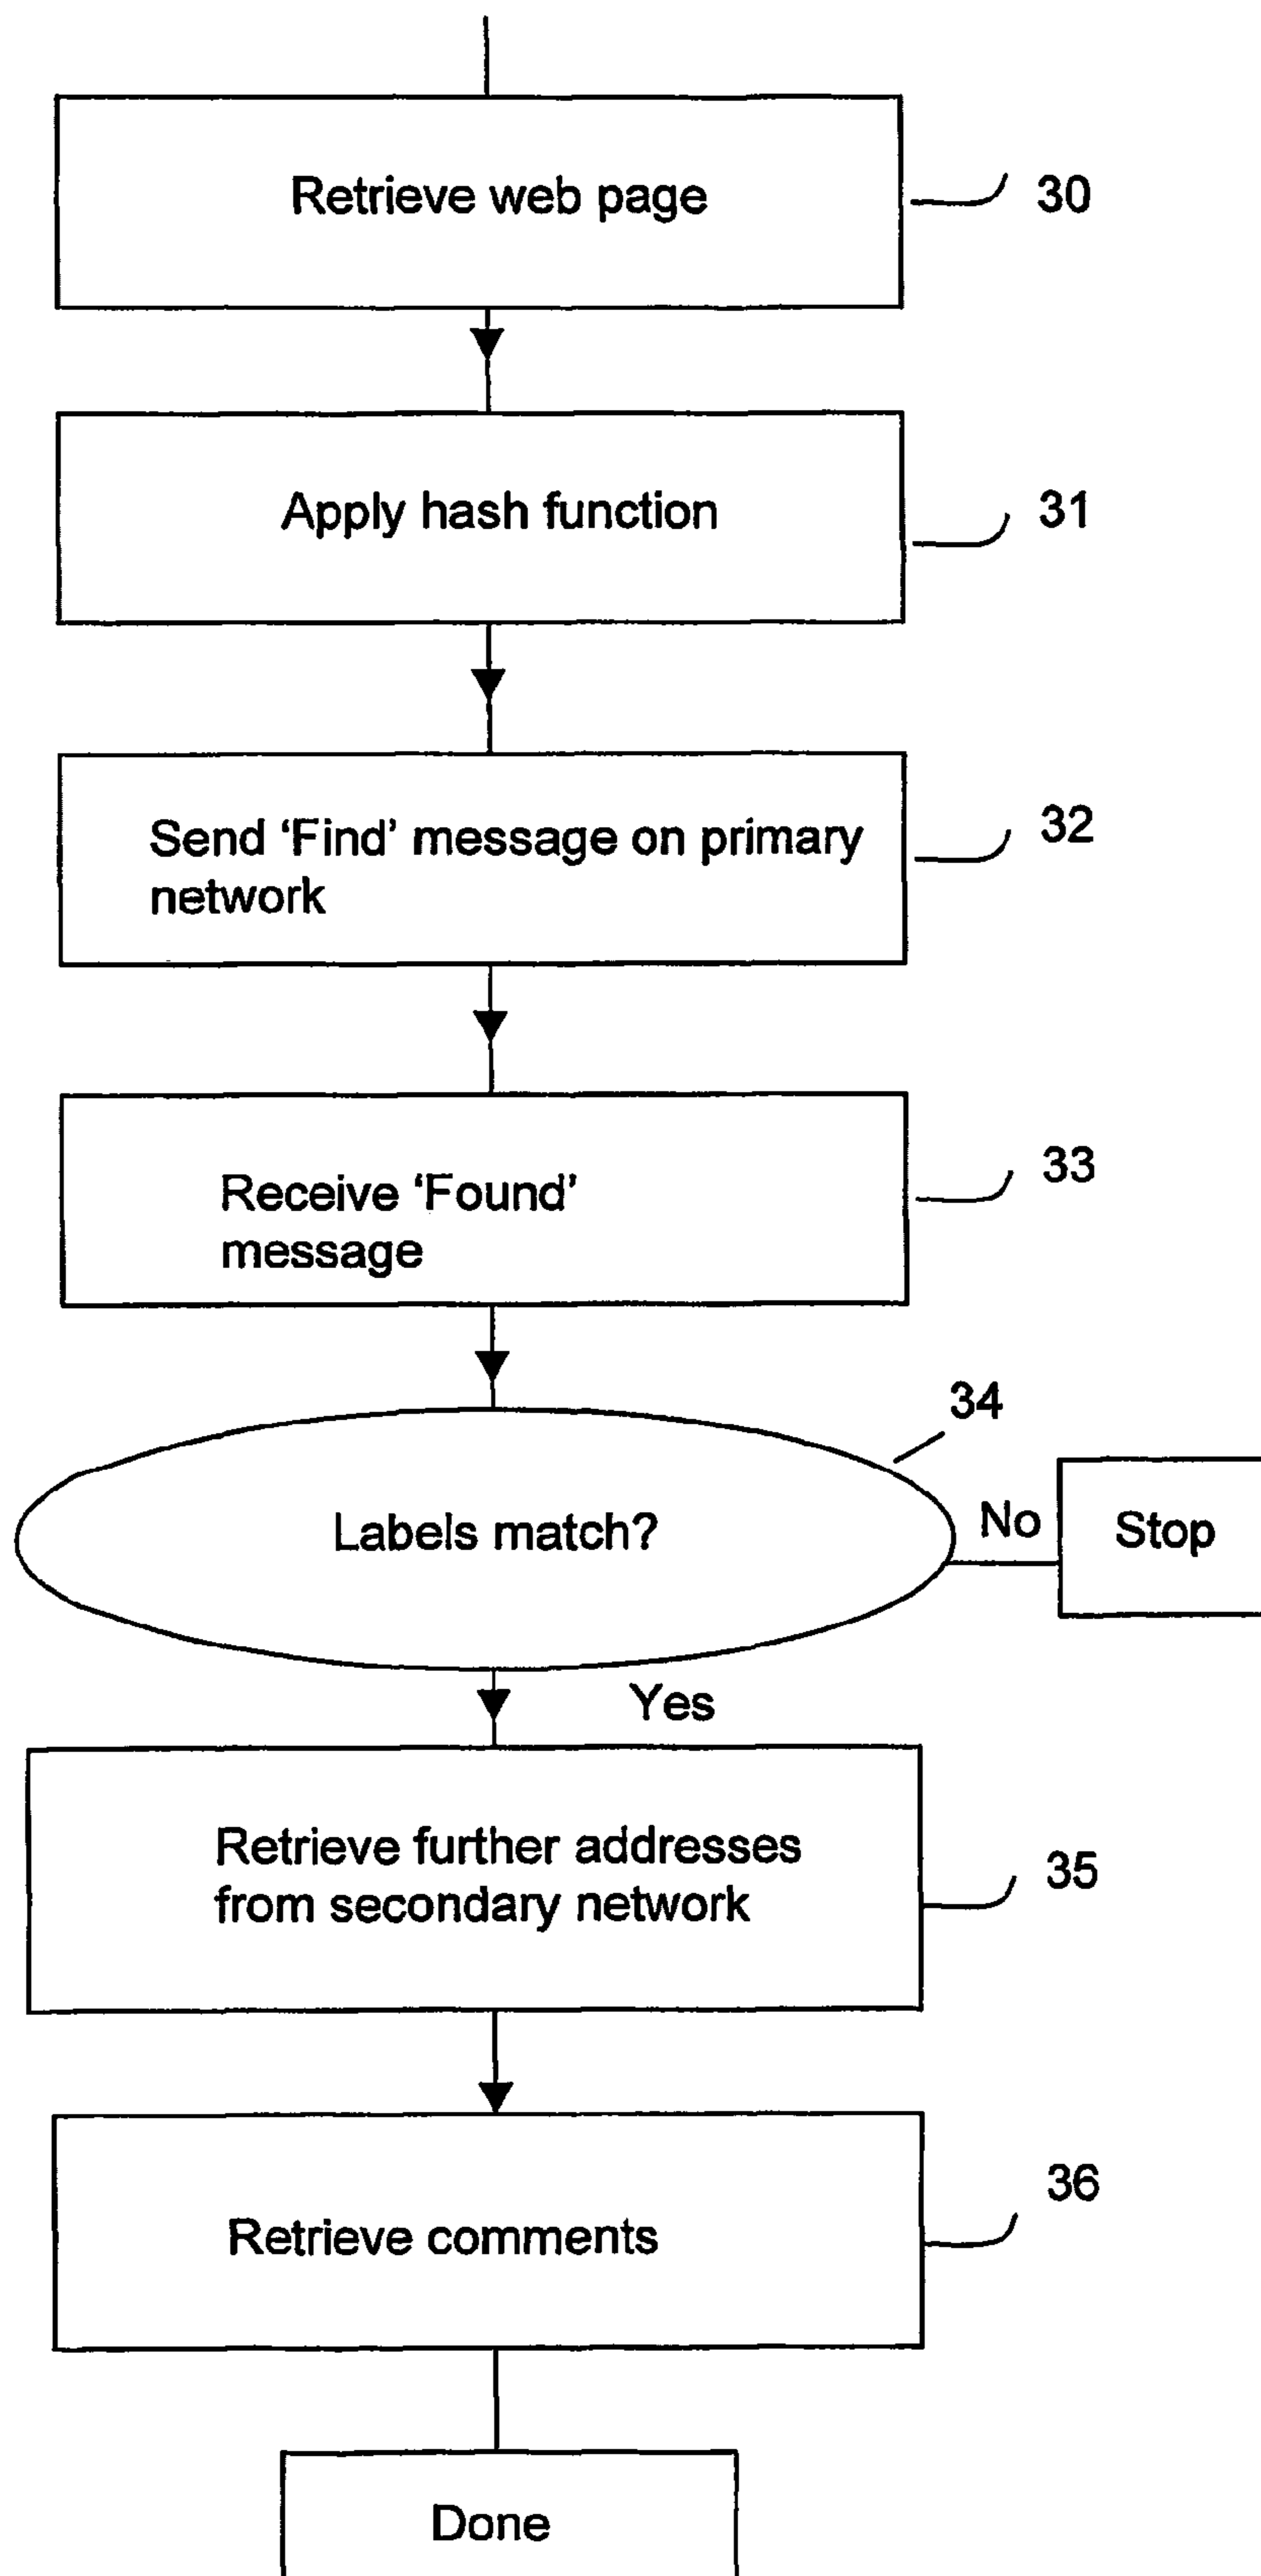 Retrieve web page
30
Apply hash function
31
Send ‘Find’ message on primary
network
32
Receive ‘Found’
message
33
34
Labels match?
No
Stop
Yes
Retrieve further addresses
from secondary network
35
Retrieve comments
36
Done